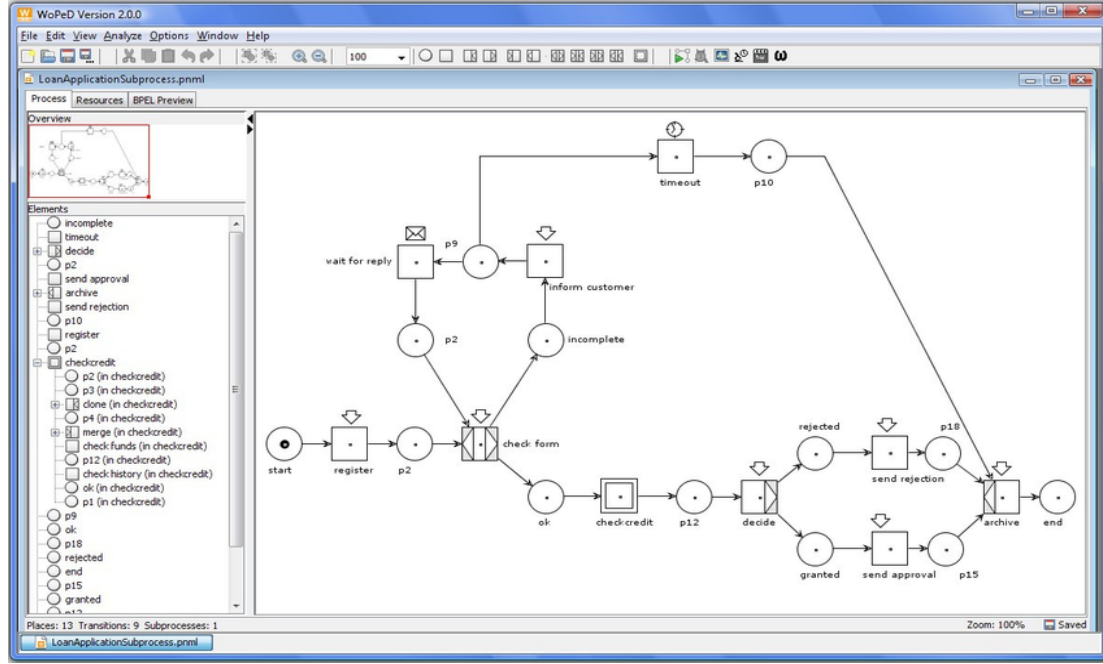 WoPeD Version 2.0.0
File Edit View Analyze Options Window Help
100
ω
LoanApplicationSubprocess.pnml
Process Resources BPEL Preview
Overview
Elements
incomplete
timeout
decide
p2
send approval
archive
send rejection
p10
register
p2
checkcredit
p2 (in checkcredit)
p3 (in checkcredit)
clone (in checkcredit)
p4 (in checkcredit)
merge (in checkcredit)
check funds (in checkcredit)
p12 (in checkcredit)
check history (in checkcredit)
ok (in checkcredit)
p1 (in checkcredit)
p9
ok
p18
rejected
end
p15
granted
p12
timeout p10
p9
wait for reply
inform customer
p2 incomplete
check form
start register p2
rejected p18
send rejection
ok checkcredit p12 decide archive end
granted send approval p15
Places: 13 Transitions: 9 Subprocesses: 1 Zoom: 100% Saved
LoanApplicationSubprocess.pnml